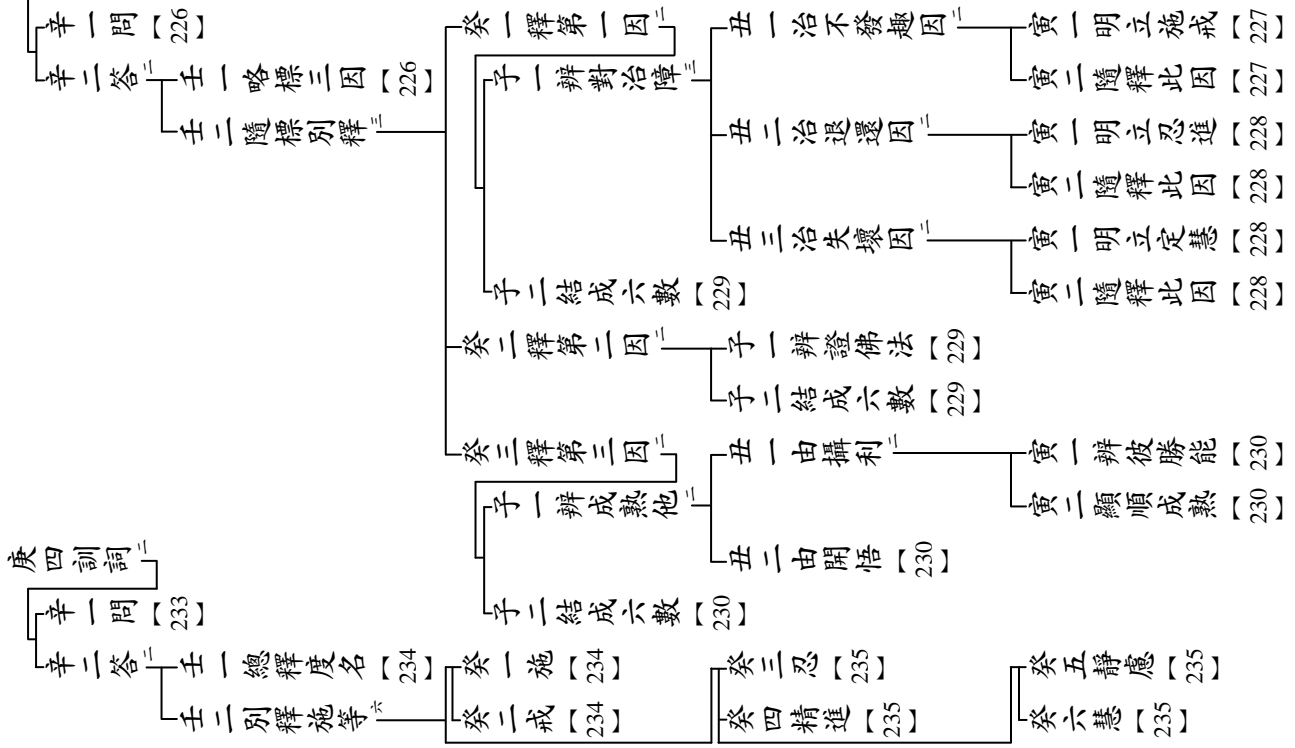 辛一問【226】
辛二答二
壬一略標三因【226】
壬二隨標別釋三
癸一釋第一因二
子一辨對治障三
丑一治不發趣因二
寅一明立施戒【227】
寅二隨釋此因【227】
丑二治退還因二
寅一明立忍進【228】
寅二隨釋此因【228】
丑三治失壞因二
寅一明立定慧【228】
寅二隨釋此因【228】
子二結成六數【229】
癸二釋第二因二
子一辨證佛法【229】
子二結成六數【229】
癸三釋第三因二
子一辨成熟他二
丑一由攝利二
寅一辨彼勝能【230】
寅二顯順成熟【230】
丑二由開悟【230】
子二結成六數【230】
庚四訓詞二
辛一問【233】
辛二答二
壬一總釋度名【234】
壬二別釋施等六
癸一施【234】
癸二戒【234】
癸三忍【235】
癸四精進【235】
癸五靜慮【235】
癸六慧【235】